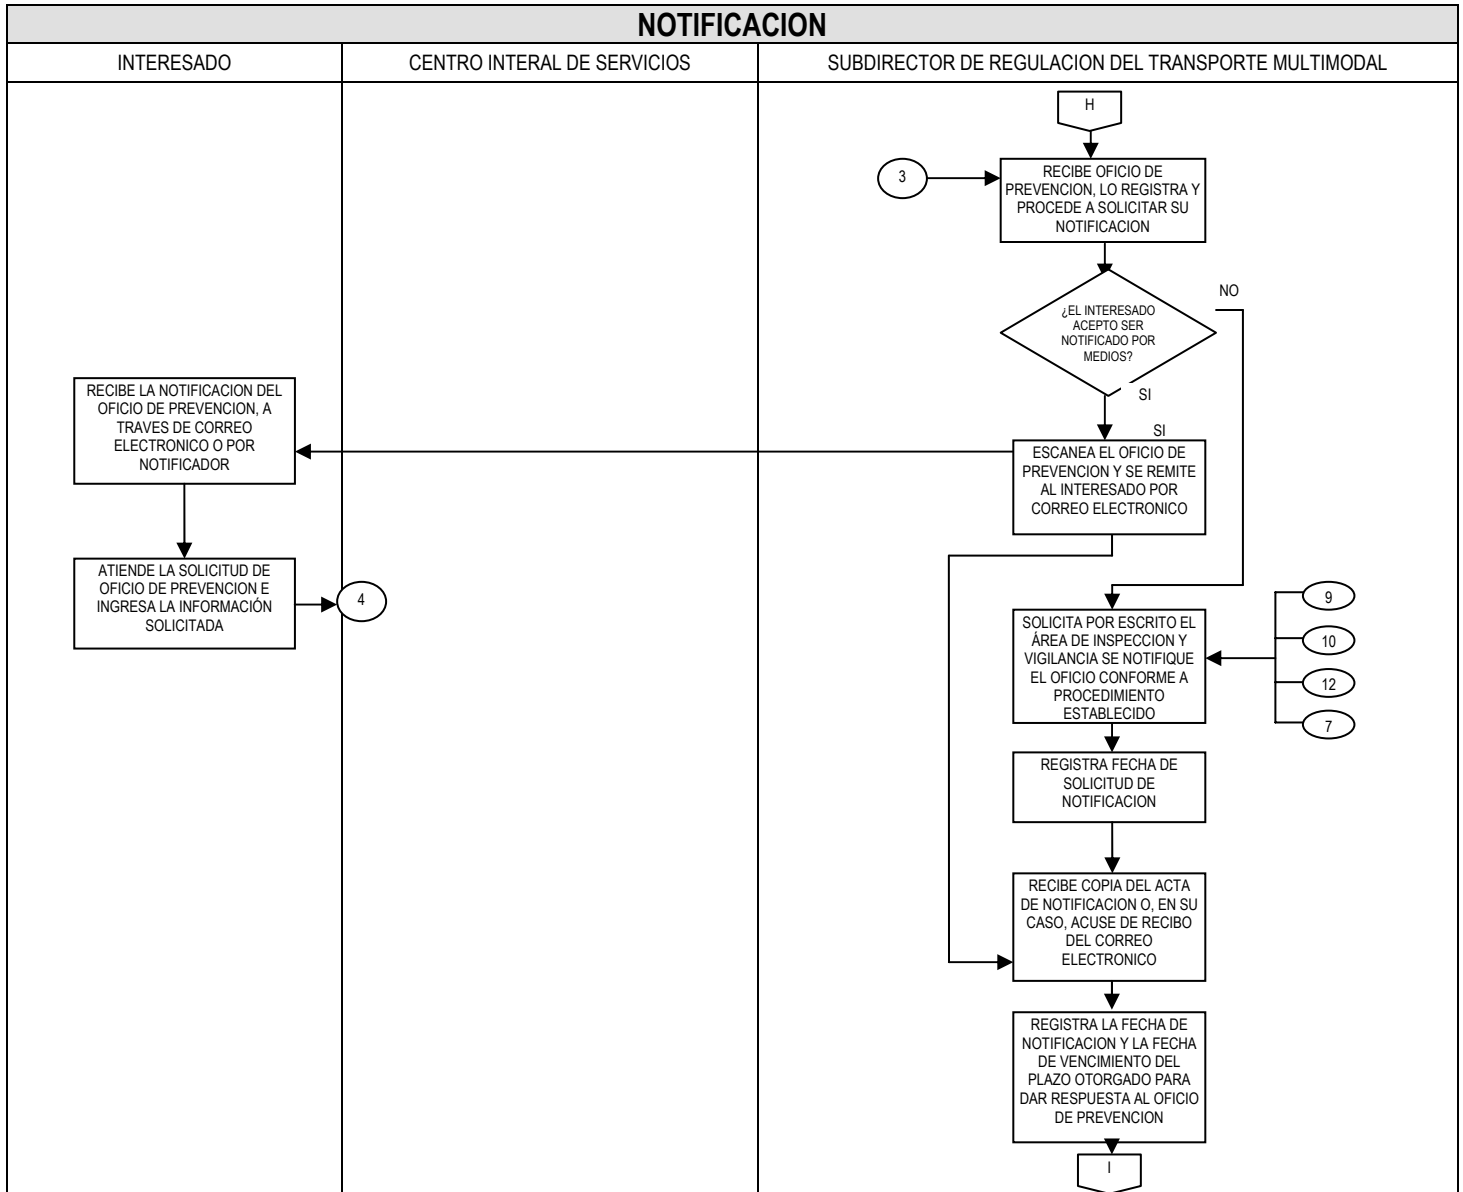 NOTIFICACION
INTERESADO
CENTRO INTERAL DE SERVICIOS
SUBDIRECTOR DE REGULACION DEL TRANSPORTE MULTIMODAL
H
3
RECIBE OFICIO DE
PREVENCION, LO REGISTRA Y
PROCEDE A SOLICITAR SU
NOTIFICACION
NO
¿EL INTERESADO
ACEPTO SER
NOTIFICADO POR
MEDIOS?
SI
SI
RECIBE LA NOTIFICACION DEL
OFICIO DE PREVENCION, A
TRAVES DE CORREO
ELECTRONICO O POR
NOTIFICADOR
ESCANEA EL OFICIO DE
PREVENCION Y SE REMITE
AL INTERESADO POR
CORREO ELECTRONICO
ATIENDE LA SOLICITUD DE
OFICIO DE PREVENCION E
INGRESA LA INFORMACIÓN
SOLICITADA
4
SOLICITA POR ESCRITO EL
ÁREA DE INSPECCION Y
VIGILANCIA SE NOTIFIQUE
EL OFICIO CONFORME A
PROCEDIMIENTO
ESTABLECIDO
9
10
12
7
REGISTRA FECHA DE
SOLICITUD DE
NOTIFICACION
RECIBE COPIA DEL ACTA
DE NOTIFICACION O, EN SU
CASO, ACUSE DE RECIBO
DEL CORREO
ELECTRONICO
REGISTRA LA FECHA DE
NOTIFICACION Y LA FECHA
DE VENCIMIENTO DEL
PLAZO OTORGADO PARA
DAR RESPUESTA AL OFICIO
DE PREVENCION
I